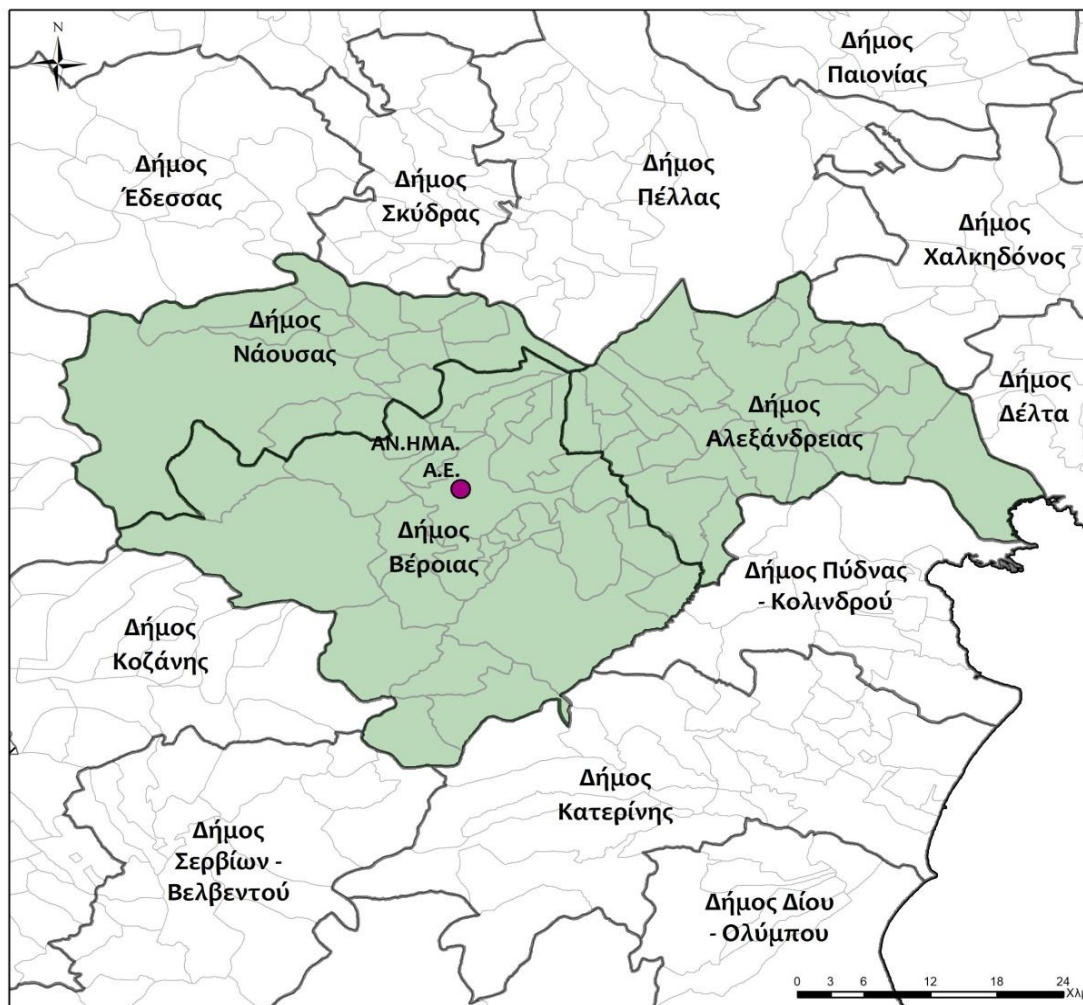 N
Δήμος
Παιονίας
Δήμος
Έδεσσας
Δήμος
Σκύδρας
Δήμος
Πέλλας
Δήμος
Χαλκηδόνος
Δήμος
Νάουσας
Δήμος
Δέλτα
Δήμος
Αλεξάνδρειας
ΑΝ.ΗΜΑ.
Α.Ε.
Δήμος
Βέροιας
Δήμος Πύδνας
- Κολινδρού
Δήμος
Κοζάνης
Δήμος
Κατερίνης
Δήμος
Σερβίων -
Βελβεντού
Δήμος Δίου
- Ολύμπου
0 3 6 12 18 24
Χλμ